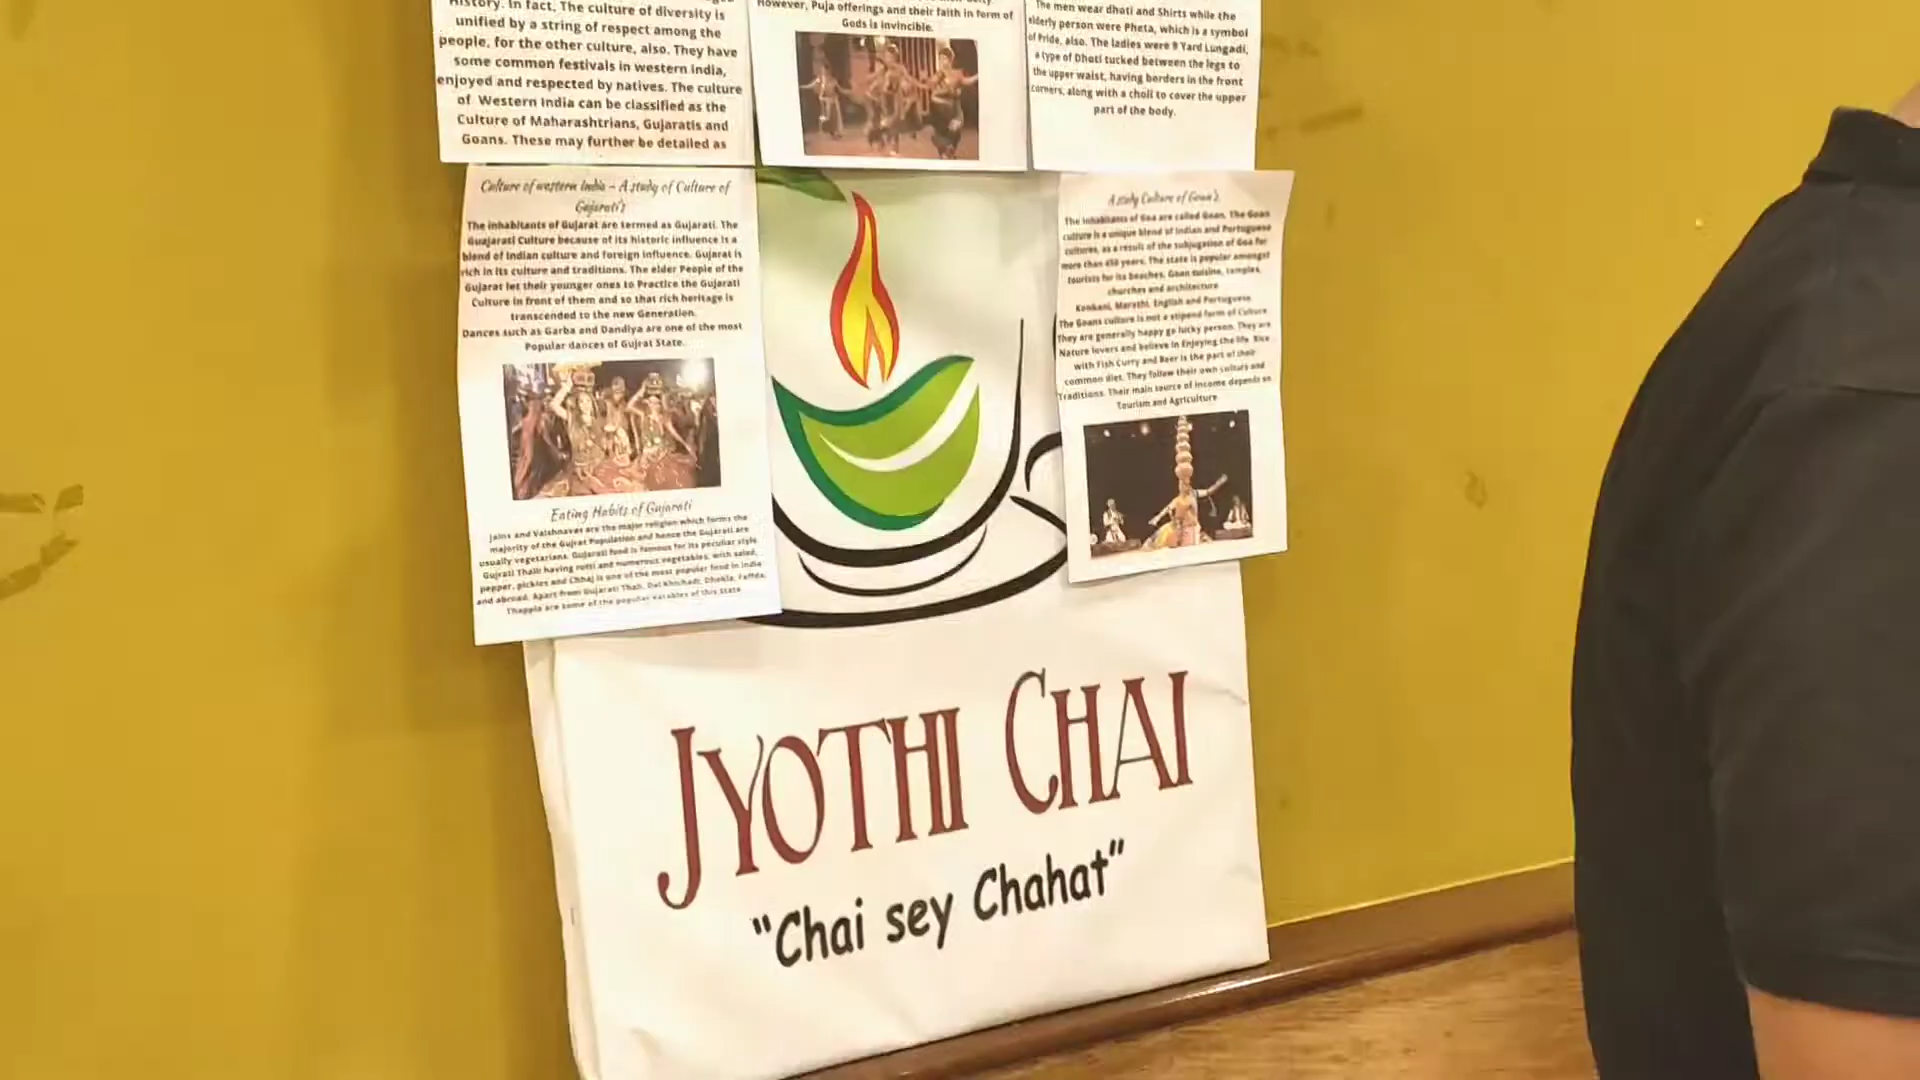 History. In fact, The culture of diversity is
unified by a string of respect among the
people, for the other culture, also. They have
some common festivals in western india,
enjoyed and respected by natives. The culture
of Western India can be classified as the
Culture of Maharashtrians, Gujaratis and
Goans. These may further be detailed as
However, Puja offerings and their faith in form of
Gods is invincible.
The men wear dhoti and Shirts while the
elderly person were Pheta, which is a symbol
of Pride, also. The ladies were 9 Yard Lungadi,
a type of Dhoti tucked between the legs to
the upper waist, having borders in the front
corners, along with a choli to cover the upper
part of the body.
Culture of western India - A study of Culture of
Gujarati's
The inhabitants of Gujarat are termed as Gujarati. The
Guajarati Culture because of its historic influence is a
blend of Indian culture and foreign influence. Gujarat is
rich in its culture and traditions. The elder People of the
Gujarat let their younger ones to Practice the Gujarati
Culture in front of them and so that rich heritage is
transcended to the new Generation.
Dances such as Garba and Dandiya are one of the most
Popular dances of Gujrat State.
Eating Habits of Gujarati
Jains and Vaishnavas are the major religion which forms the
majority of the Gujrat Population and hence the Gujarati are
usually vegetarians. Gujarati food is famous for its peculiar style.
Gujrati Thali having rotti and numerous vegetables, with salad,
pepper, pickles and Chhaj is one of the most popular food in India
and abroad. Apart from Gujarati Thali, Dal Khichadi, Dhokla, Faffda,
Thappla are some of the popular of this State
A study Culture of Goan's
The inhabitants of Goa are called Goan. The Goan
culture is a unique blend of Indian and Portuguese
cultures, as a result of the subjugation of Goa for
more than 450 years. The state is popular amongst
tourists for its beaches, Goan cuisine, temples,
churches and architecture
Konkani, Marathi, English and Portuguese
The Goans culture is not a stipend form of Culture
They are generally happy go lucky person. They are
Nature lovers and believe in Enjoying the life. Rice
with Fish Curry and Beer is the part of their
common diet. They follow their own culture and
Traditions. Their main source of income depends on
Tourism and Agriculture
JYOTHI CHAI
"Chai sey Chahat"